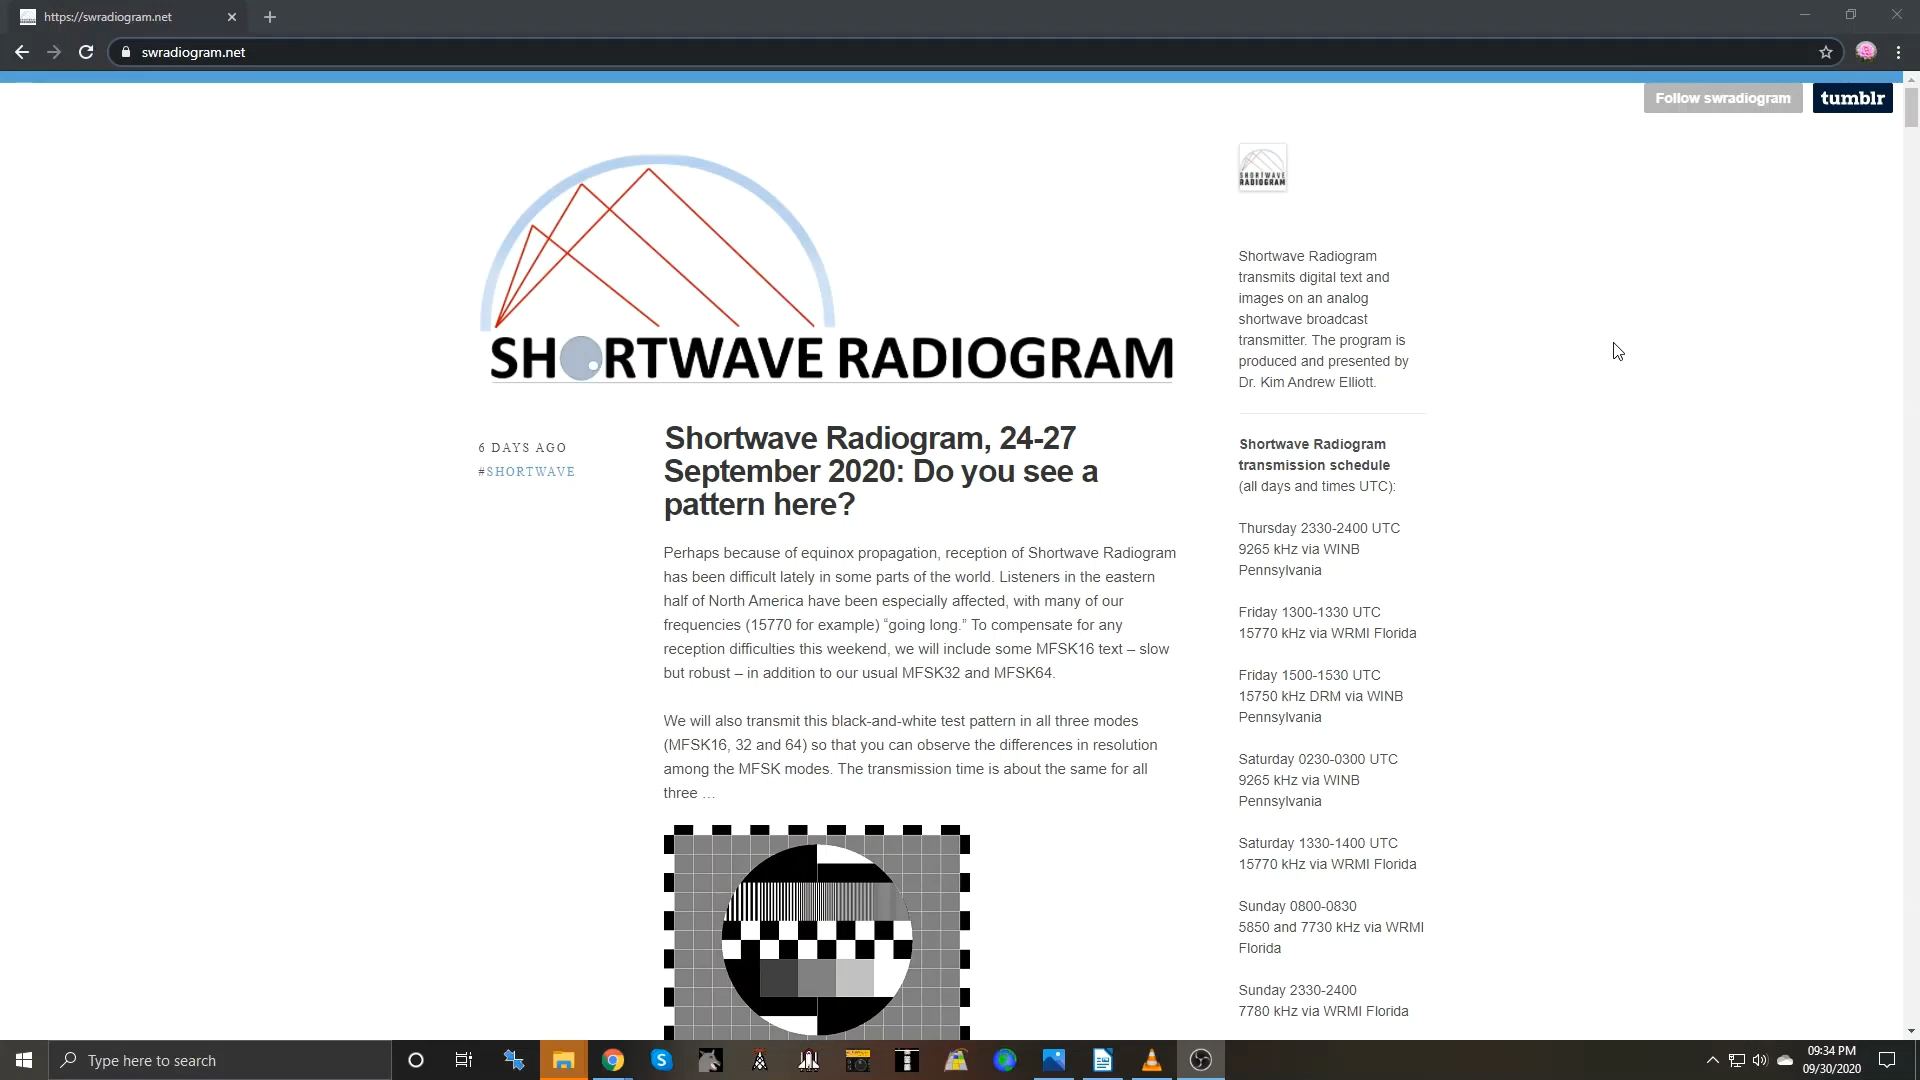 https://swradiogram.net
swradiogram.net
Follow swradiogram
tumblr
SHORTWAVE RADIOGRAM
6 DAYS AGO
#SHORTWAVE
Shortwave Radiogram, 24-27
September 2020: Do you see a
pattern here?
Perhaps because of equinox propagation, reception of Shortwave Radiogram
has been difficult lately in some parts of the world. Listeners in the eastern
half of North America have been especially affected, with many of our
frequencies (15770 for example) “going long.” To compensate for any
reception difficulties this weekend, we will include some MFSK16 text – slow
but robust – in addition to our usual MFSK32 and MFSK64.
We will also transmit this black-and-white test pattern in all three modes
(MFSK16, 32 and 64) so that you can observe the differences in resolution
among the MFSK modes. The transmission time is about the same for all
three …
SHORTWAVE
RADIOGRAM
Shortwave Radiogram
transmits digital text and
images on an analog
shortwave broadcast
transmitter. The program is
produced and presented by
Dr. Kim Andrew Elliott.
Shortwave Radiogram
transmission schedule
(all days and times UTC):
Thursday 2330-2400 UTC
9265 kHz via WINB
Pennsylvania
Friday 1300-1330 UTC
15770 kHz via WRMI Florida
Friday 1500-1530 UTC
15750 kHz DRM via WINB
Pennsylvania
Saturday 0230-0300 UTC
9265 kHz via WINB
Pennsylvania
Saturday 1330-1400 UTC
15770 kHz via WRMI Florida
Sunday 0800-0830
5850 and 7730 kHz via WRMI
Florida
Sunday 2330-2400
7780 kHz via WRMI Florida
Type here to search
09:34 PM
09/30/2020